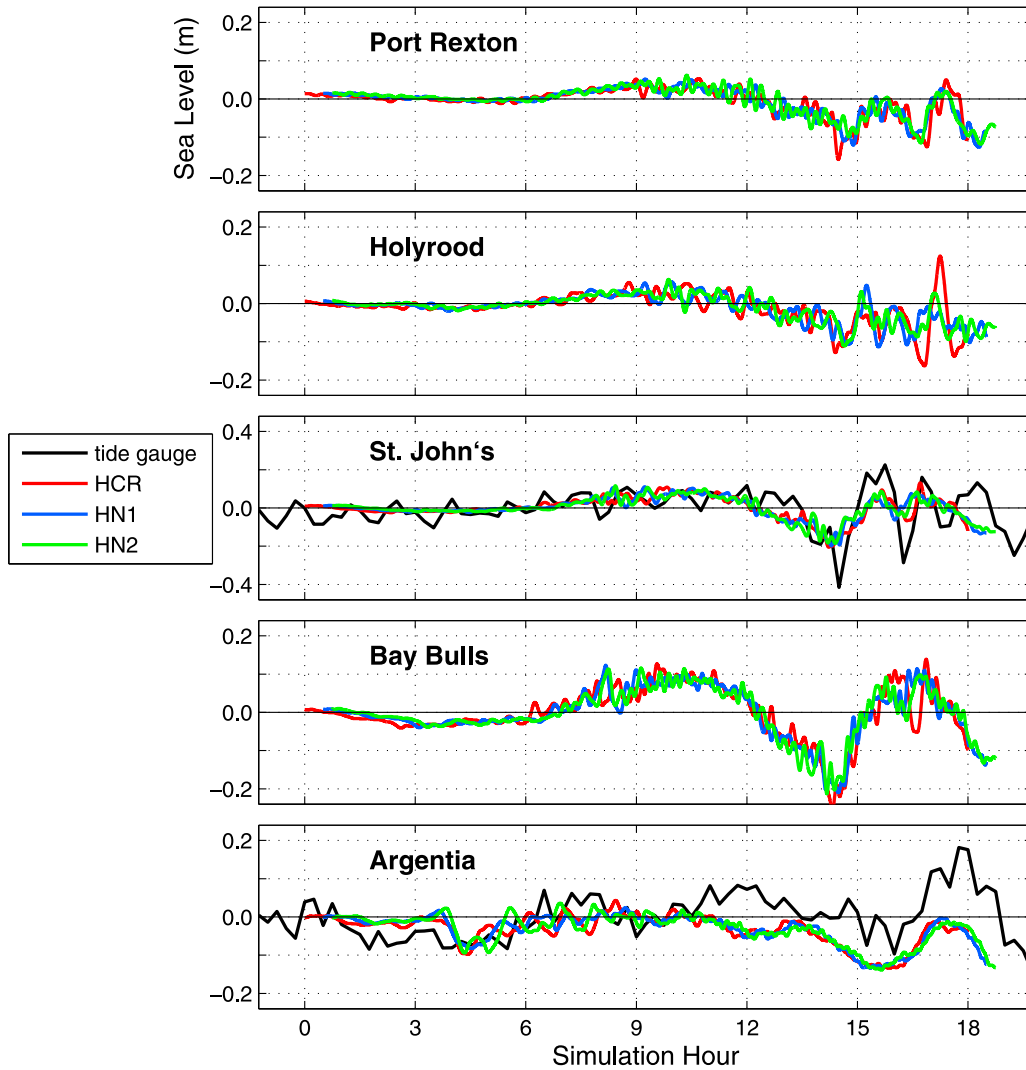 Sea Level (m)
0.2
0.0
−0.2
Port Rexton
0.2
0.0
−0.2
Holyrood
0.4
0.0
−0.4
St. John‘s
tide gauge
HCR
HN1
HN2
0.2
0.0
−0.2
Bay Bulls
0.2
0.0
−0.2
Argentia
0 3 6 9 12 15 18
Simulation Hour